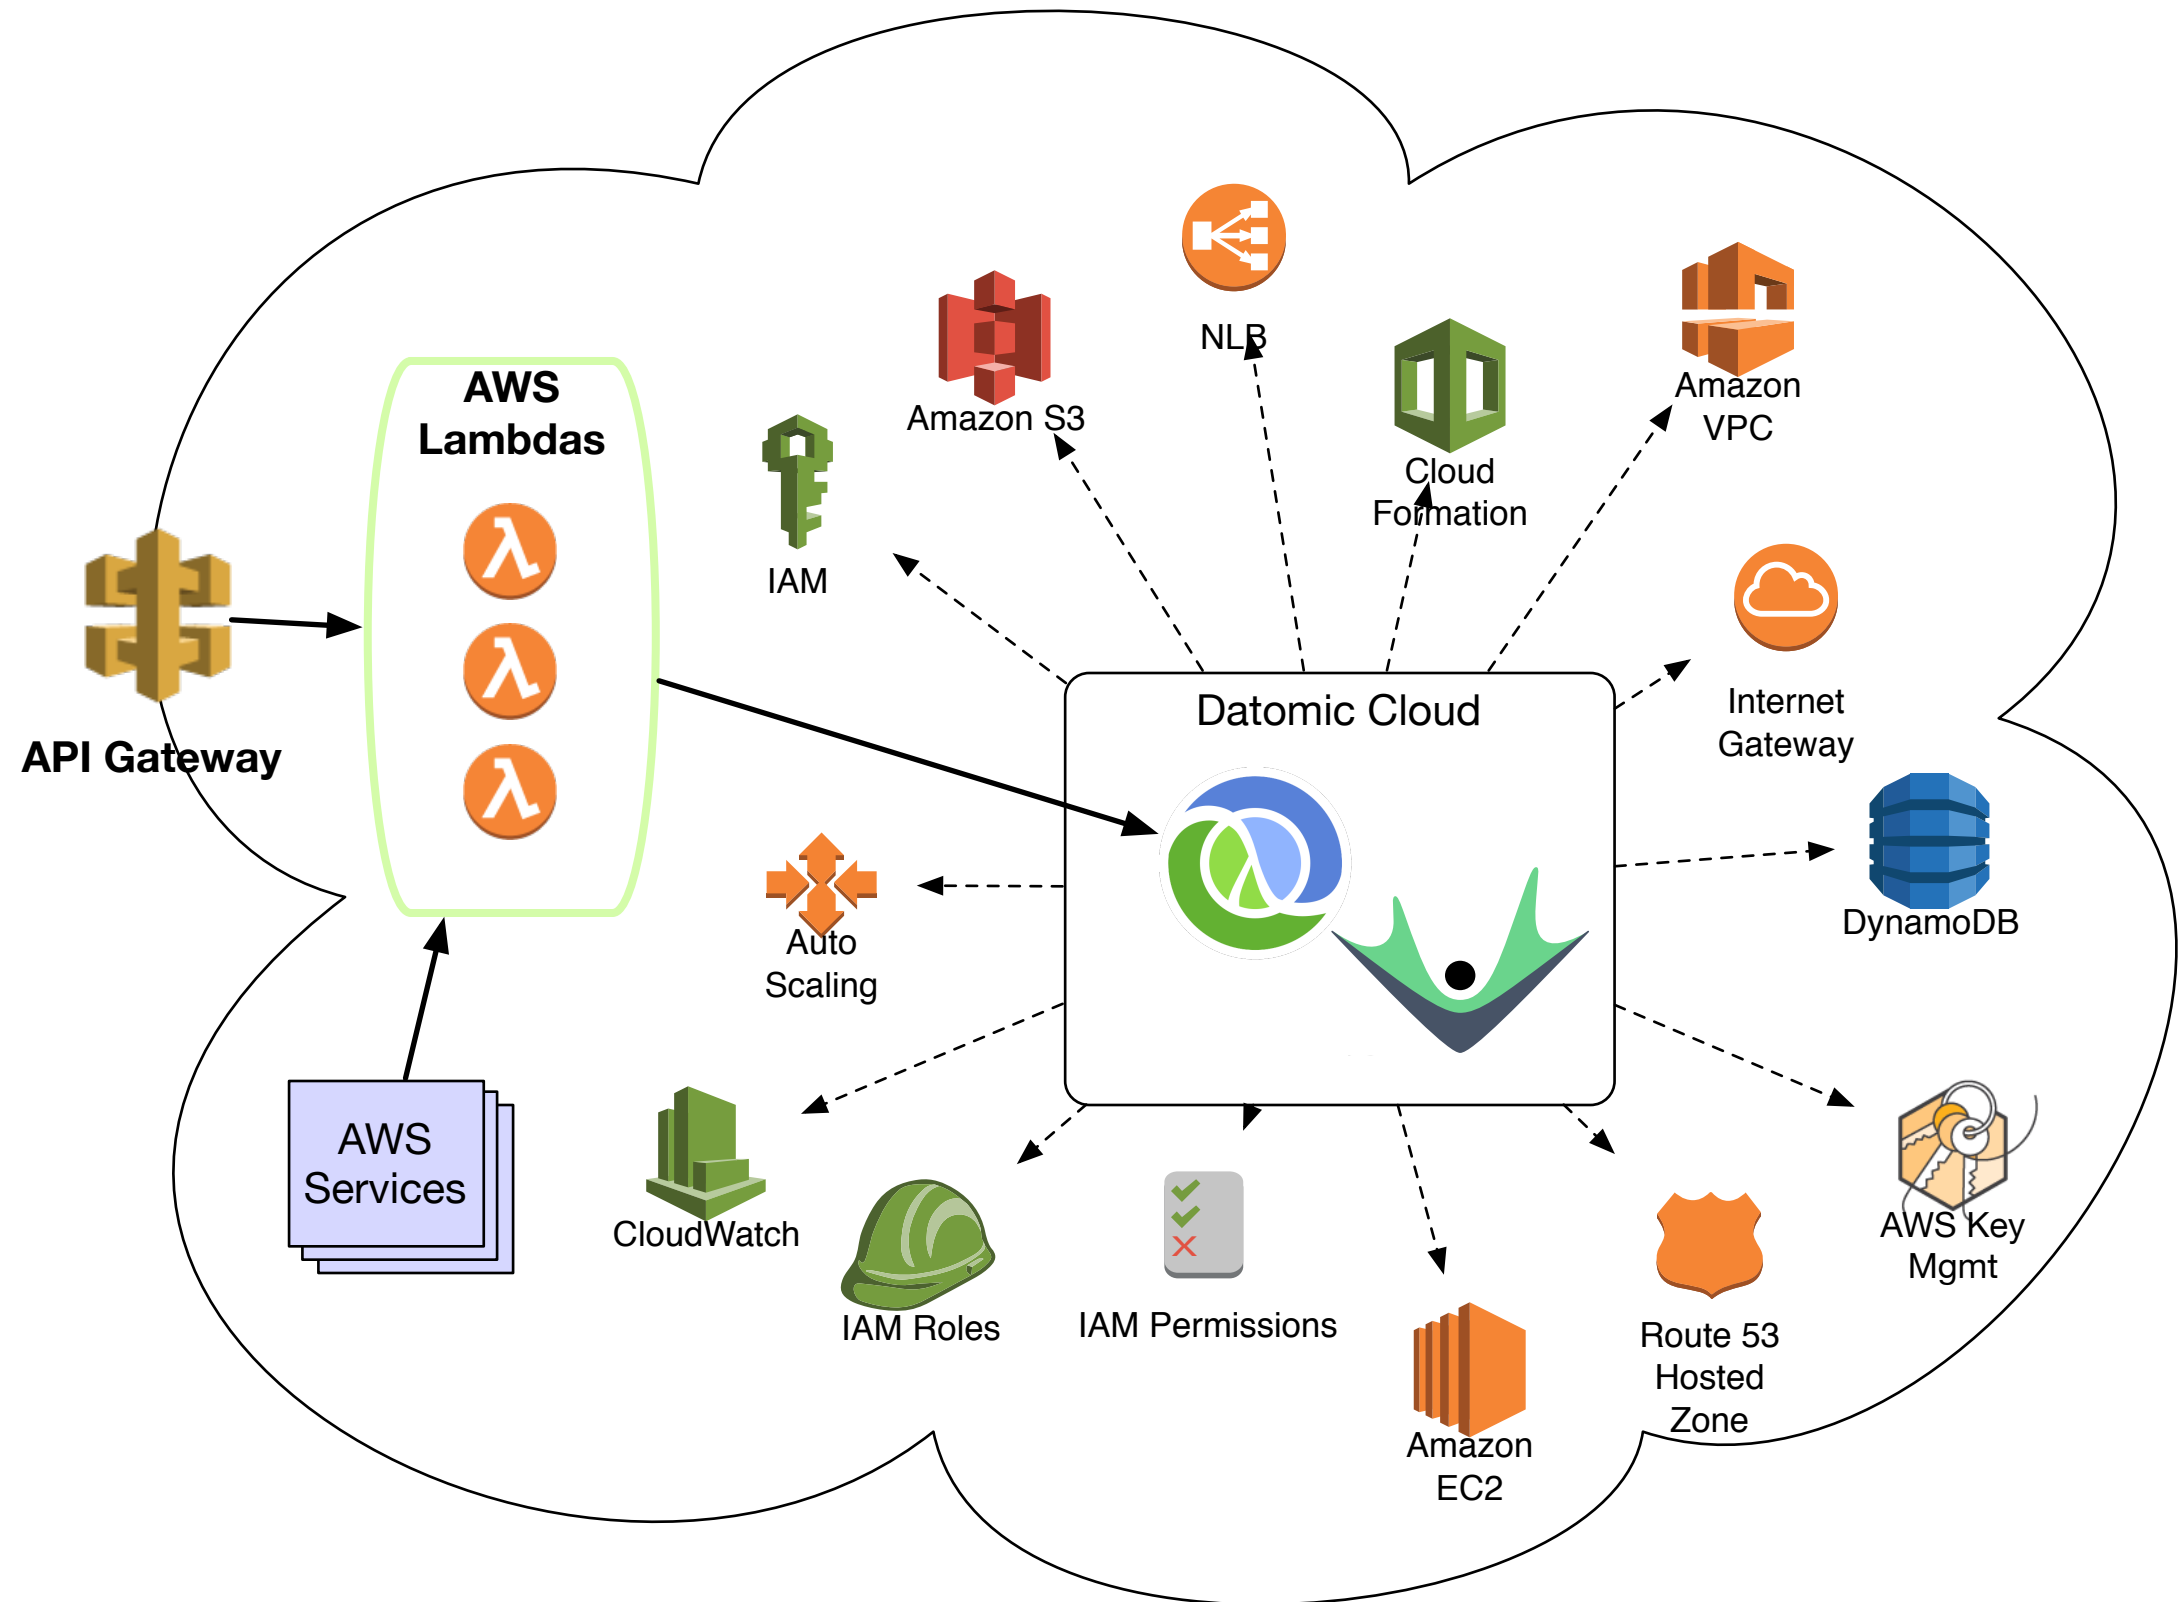 NLB
AWS
Lambdas
Amazon S3
Amazon
VPC
Cloud
Formation
IAM
API Gateway
Datomic Cloud
Internet
Gateway
Auto
Scaling
DynamoDB
AWS
Services
CloudWatch
IAM Roles
IAM Permissions
Amazon
EC2
Route 53
Hosted
Zone
AWS Key
Mgmt